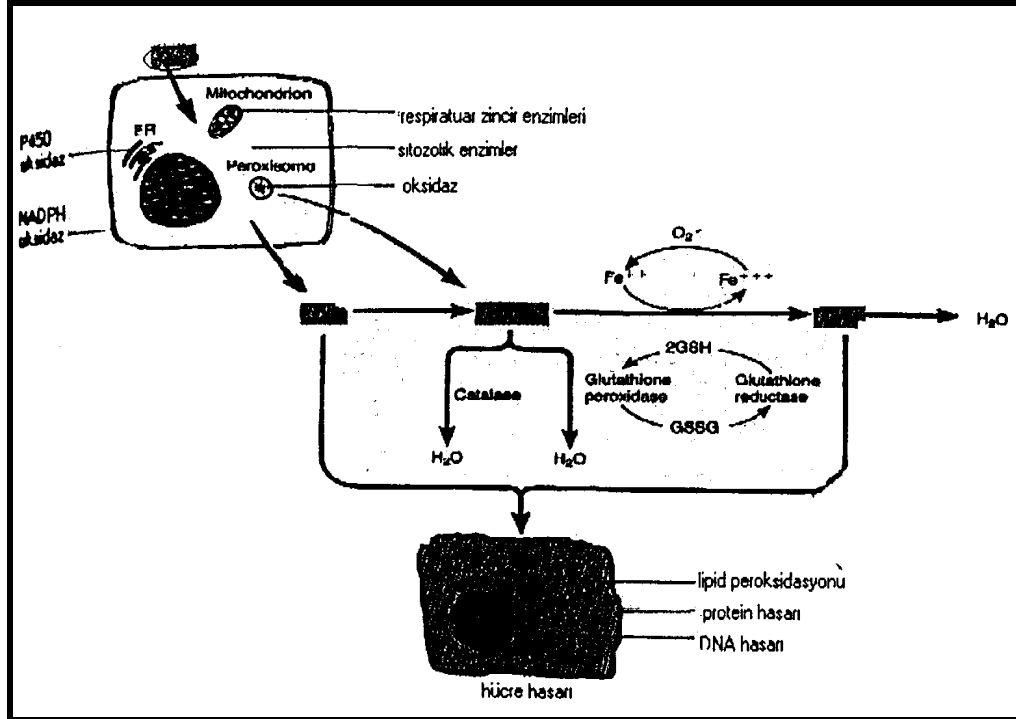 Mitochondrion
respiratuar zincir enzimleri
P450
oksidaz
ER
sitozolik enzimler
Peroxisome
oksidaz
NADPH
oksidaz
O₂⁻
Fe⁺⁺
Fe⁺⁺⁺
H₂O
2GSH
Glutathione
peroxidase
Glutathione
reductase
GSSG
Catalase
H₂O
H₂O
lipid peroksidasyonu
protein hasarı
DNA hasarı
hücre hasarı